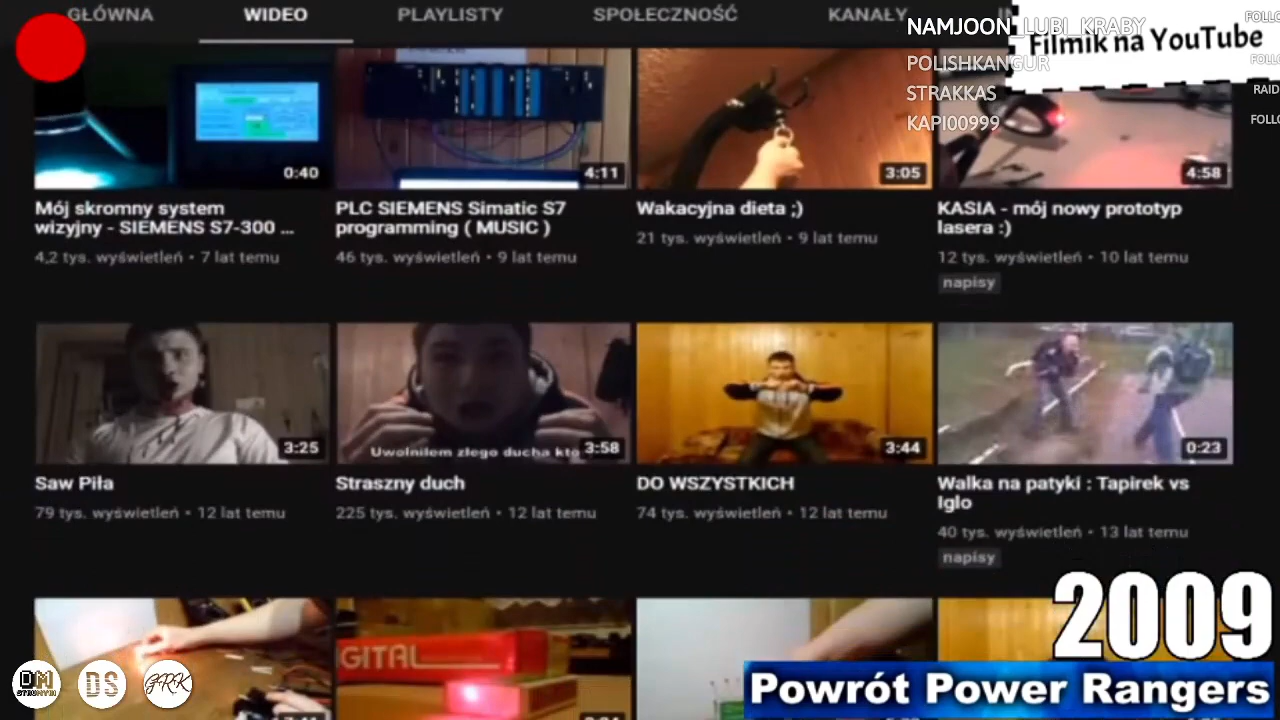 GŁÓWNA
WIDEO
PLAYLISTY
SPOŁECZNOŚĆ
KANAŁY
NAMJOON_LUBI_KRABY
POLISHKANGUR
STRAKKAS
KAPI00999
Filmik na YouTube
FOLLO
FOLLO
RAID
FOLLO
0:40
4:11
3:05
4:58
Mój skromny system
wizyjny - SIEMENS S7-300 ...
4,2 tys. wyświetleń • 7 lat temu
PLC SIEMENS Simatic S7
programming ( MUSIC )
46 tys. wyświetleń • 9 lat temu
Wakacyjna dieta ;)
21 tys. wyświetleń • 9 lat temu
KASIA - mój nowy prototyp
lasera :)
12 tys. wyświetleń • 10 lat temu
napisy
3:25
Uwolniłem złego ducha kto
3:58
3:44
0:23
Saw Piła
79 tys. wyświetleń • 12 lat temu
Straszny duch
225 tys. wyświetleń • 12 lat temu
DO WSZYSTKICH
74 tys. wyświetleń • 12 lat temu
Walka na patyki : Tapirek vs
Iglo
40 tys. wyświetleń • 13 lat temu
napisy
GITAL
2009
Powrót Power Rangers
DM
DS
GRK